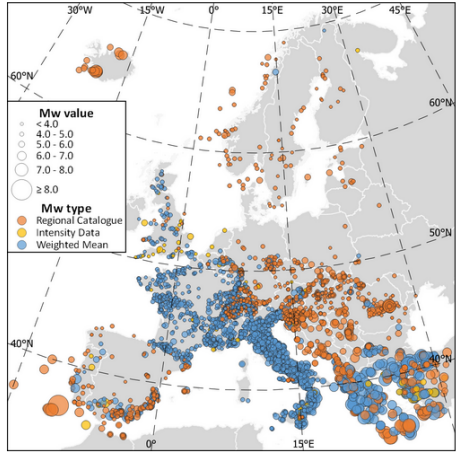 30°W 15°W 0° 15°E 30°E 45°E
60°N
60°N
Mw value
< 4.0
4.0 - 5.0
5.0 - 6.0
6.0 - 7.0
7.0 - 8.0
≥ 8.0
Mw type
Regional Catalogue
Intensity Data
Weighted Mean
50°N
40°N
40°N
0° 15°E